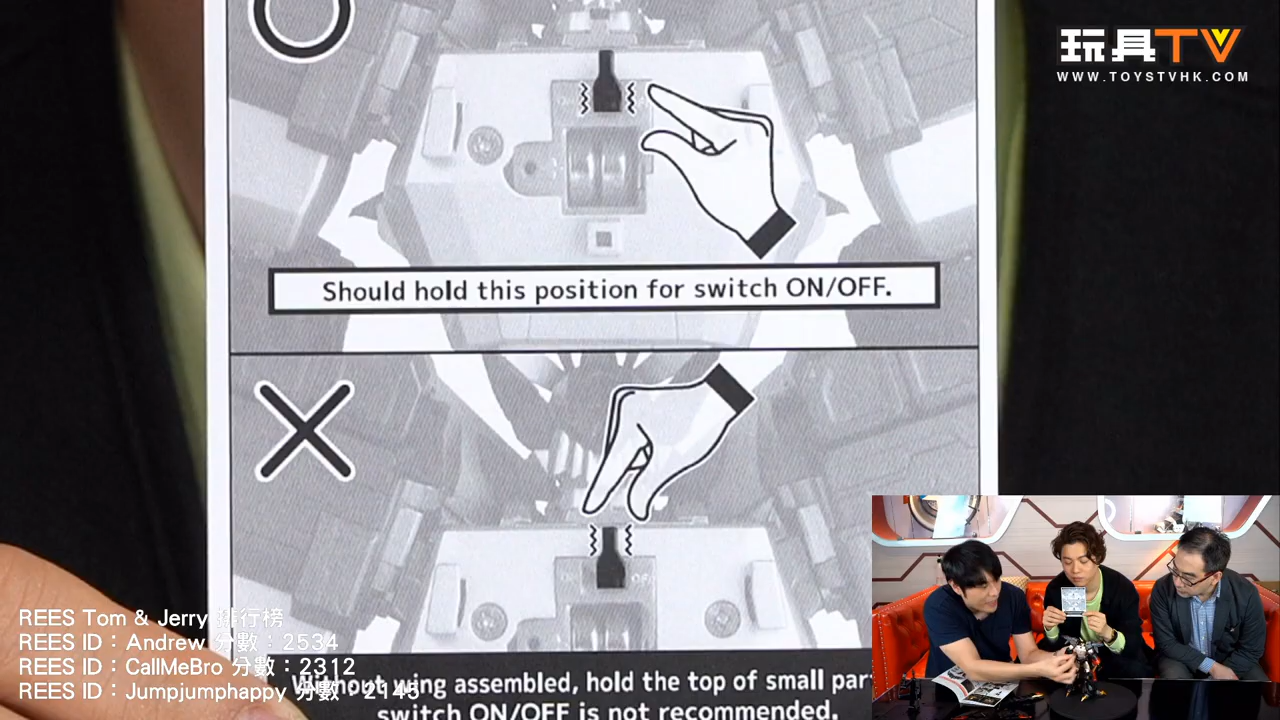 玩具TV
WWW.TOYSTVHK.COM
Should hold this position for switch ON/OFF.
REES Tom & Jerry 排行榜
REES ID：Andrew 分數：2534
REES ID：CallMeBro 分數：2312
REES ID：Jumpjumphappy 分數：2145
Without wing assembled, hold the top of small par
switch ON/OFF is not recommended.